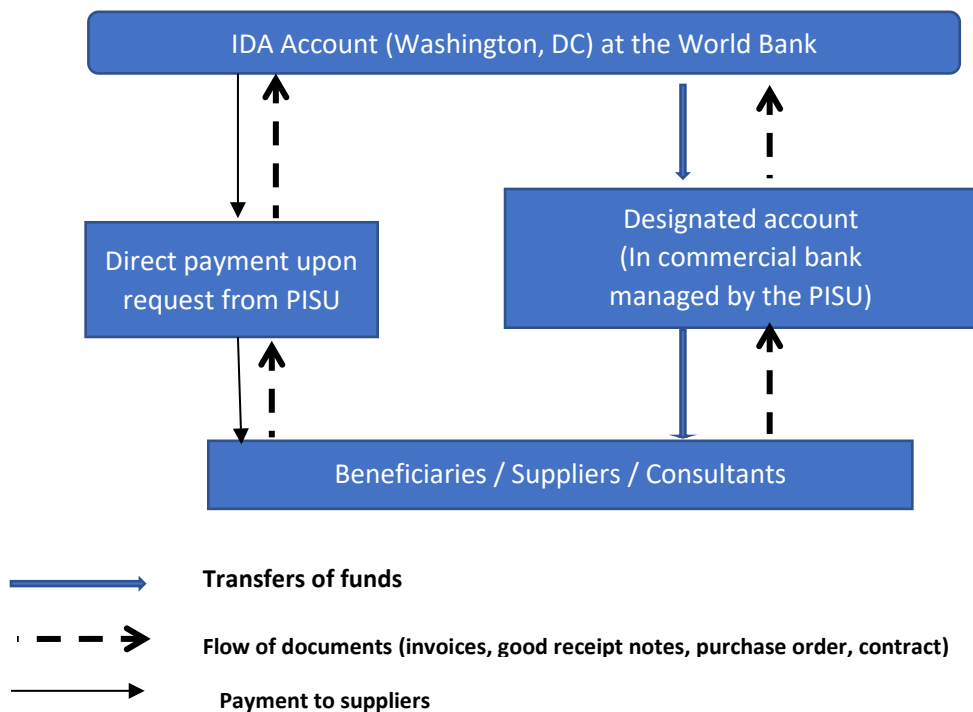 IDA Account (Washington, DC) at the World Bank
Direct payment upon
request from PISU
Designated account
(In commercial bank
managed by the PISU)
Beneficiaries / Suppliers / Consultants
Transfers of funds
Flow of documents (invoices, good receipt notes, purchase order, contract)
Payment to suppliers